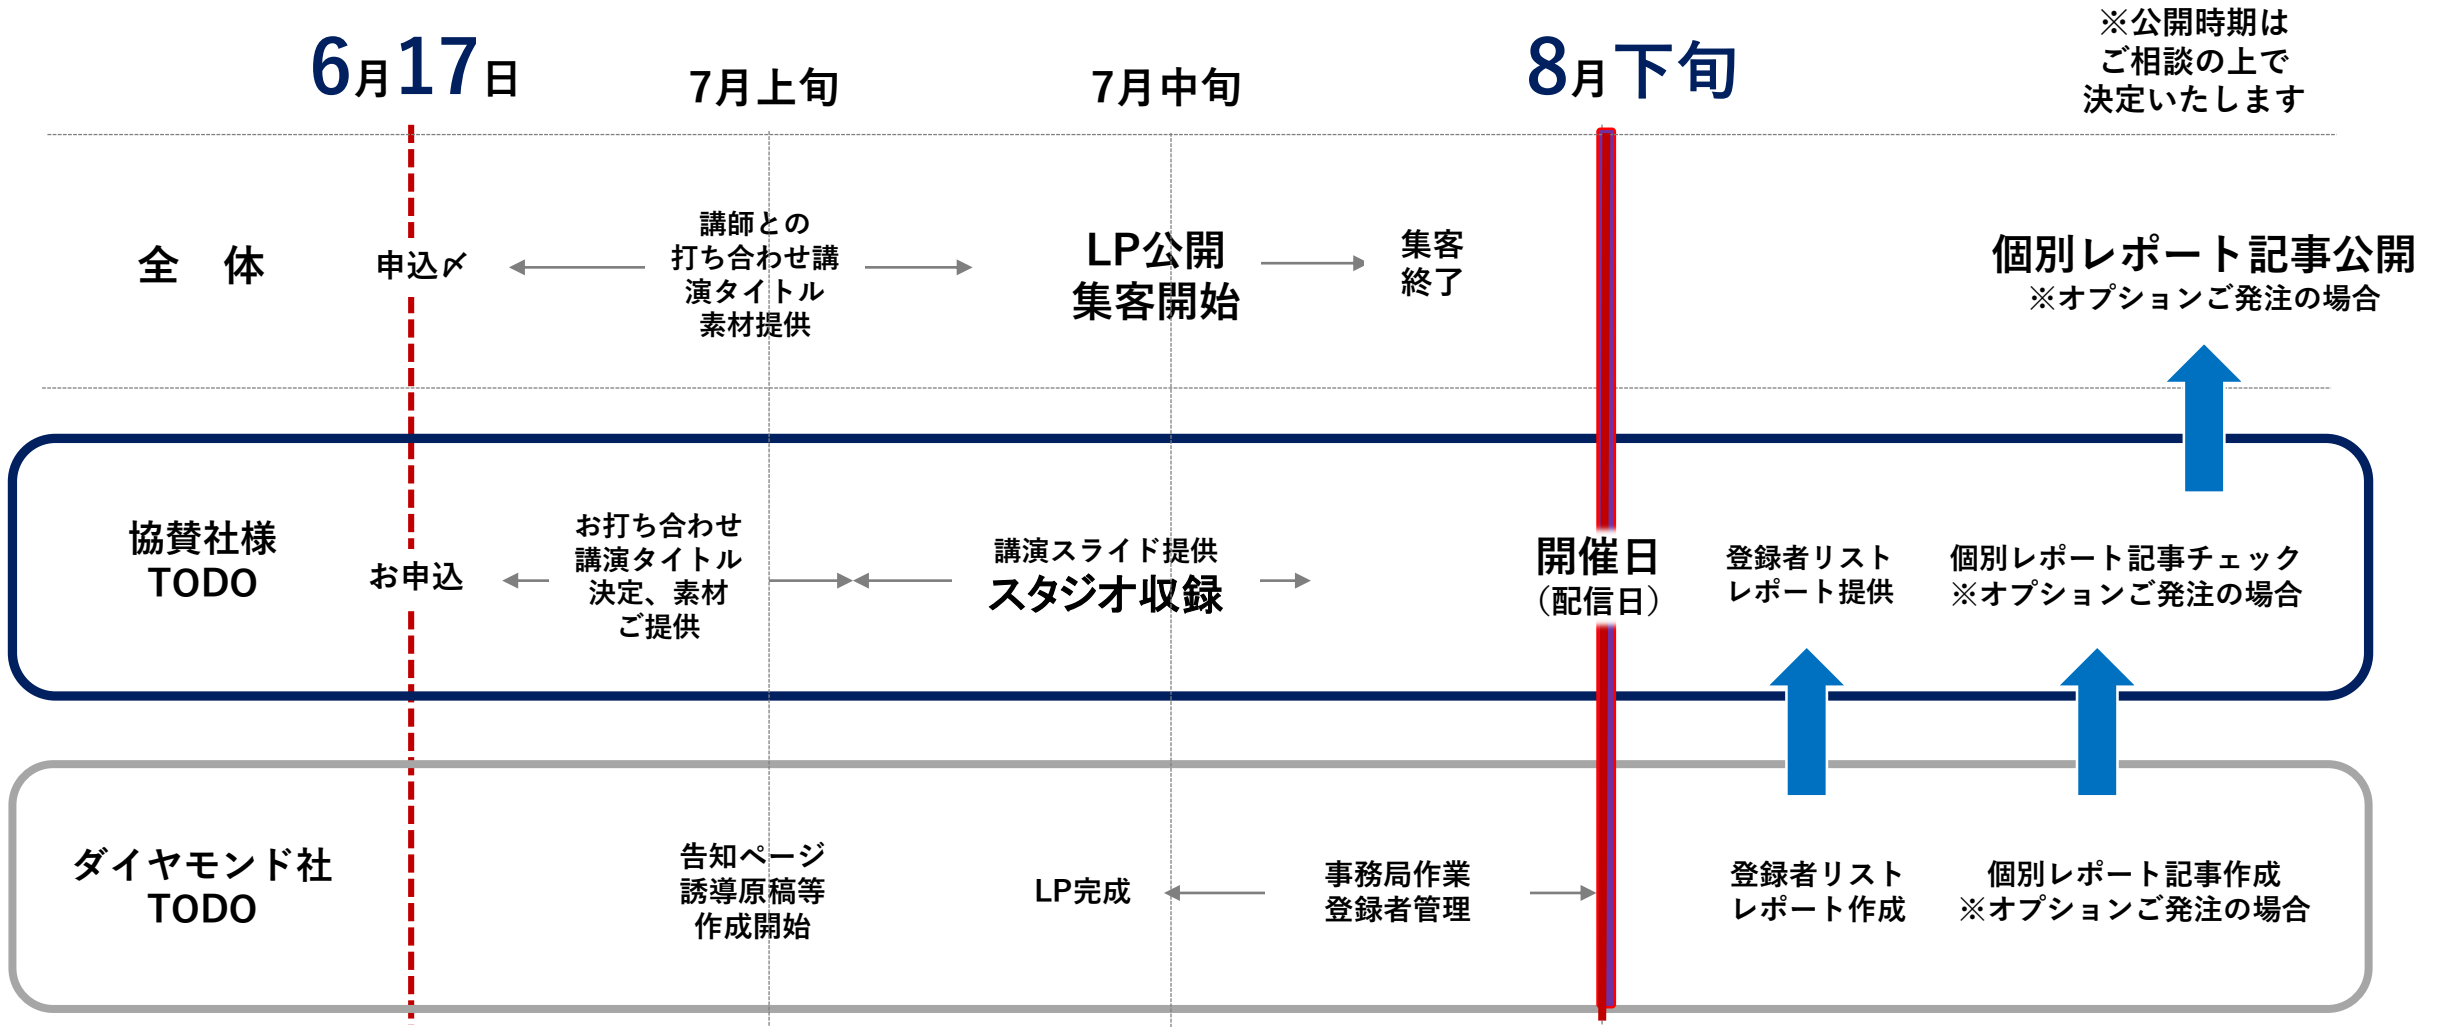 6月17日
7月上旬
7月中旬
8月下旬
※公開時期は
ご相談の上で
決定いたします
全　体
申込〆
講師との
打ち合わせ講
演タイトル
素材提供
LP公開
集客開始
集客
終了
個別レポート記事公開
※オプションご発注の場合
協賛社様
TODO
お申込
お打ち合わせ
講演タイトル
決定、素材
ご提供
講演スライド提供
スタジオ収録
開催日
（配信日）
登録者リスト
レポート提供
個別レポート記事チェック
※オプションご発注の場合
ダイヤモンド社
TODO
告知ページ
誘導原稿等
作成開始
LP完成
事務局作業
登録者管理
登録者リスト
レポート作成
個別レポート記事作成
※オプションご発注の場合